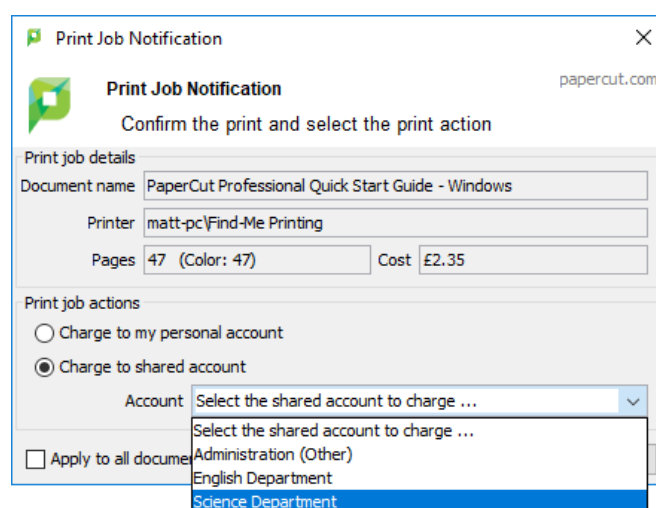 Print Job Notification
papercut.com
Print Job Notification
Confirm the print and select the print action
Print job details
Document name PaperCut Professional Quick Start Guide - Windows
Printer matt-pc\Find-Me Printing
Pages 47 (Color: 47) Cost £2.35
Print job actions
Charge to my personal account
Charge to shared account
Account Select the shared account to charge ...
Select the shared account to charge ...
Administration (Other)
Apply to all
English Department
Science Department